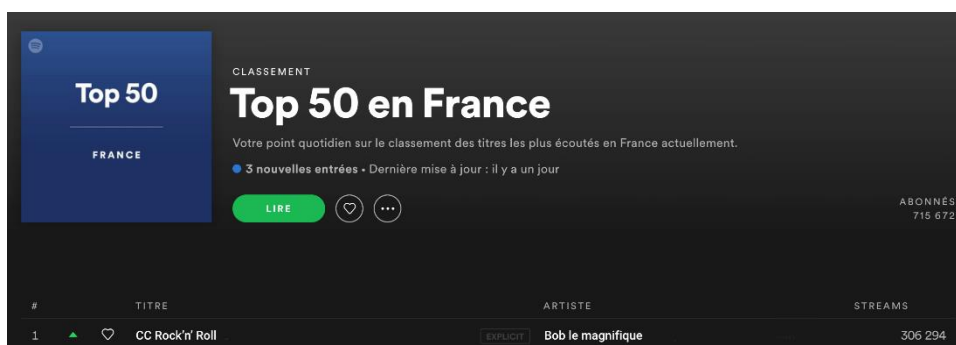 Top 50
FRANCE
CLASSEMENT
Top 50 en France
Votre point quotidien sur le classement des titres les plus écoutés en France actuellement.
3 nouvelles entrées • Dernière mise à jour : il y a un jour
LIRE
ABONNÉS
715 672
# TITRE ARTISTE STREAMS
1 CC Rock'n' Roll EXPLICIT Bob le magnifique 306 294